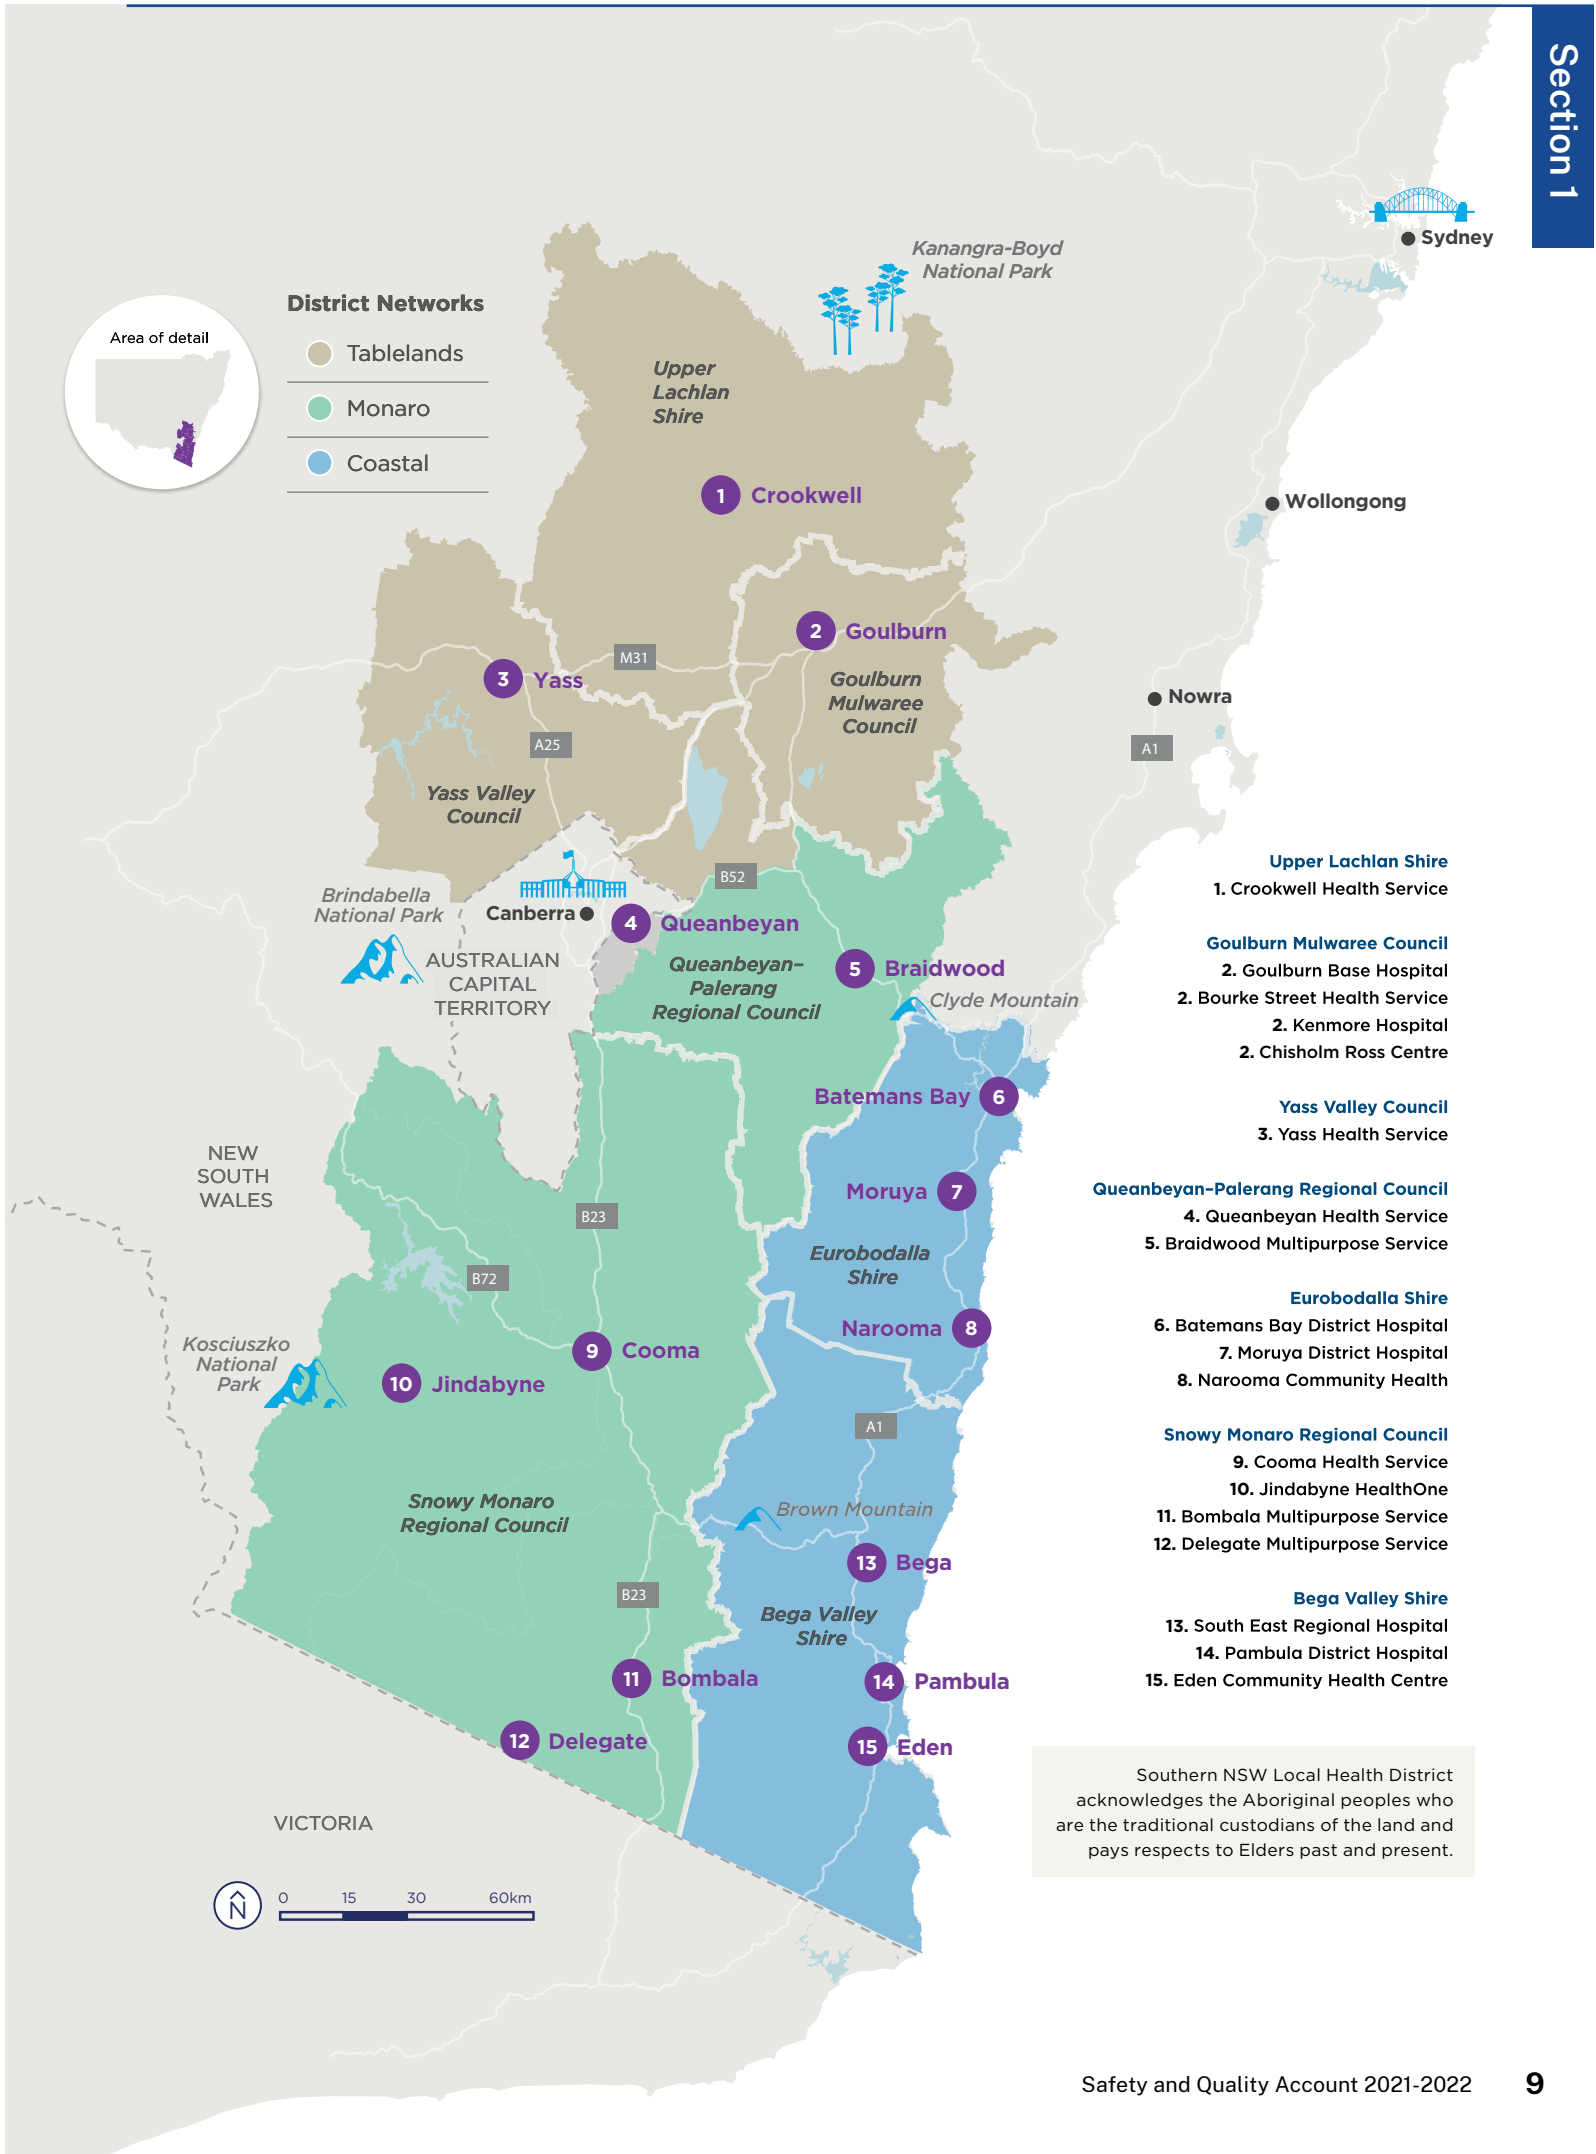 Section 1
Sydney
Kanangra-Boyd
National Park
District Networks
Tablelands
Monaro
Coastal
Area of detail
Upper
Lachlan
Shire
1 Crookwell
Wollongong
2 Goulburn
M31
3 Yass
Goulburn
Mulwaree
Council
Nowra
A1
A25
Yass Valley
Council
B52
Brindabella
National Park
Canberra
4 Queanbeyan
AUSTRALIAN
CAPITAL
TERRITORY
Queanbeyan–
Palerang
Regional Council
5 Braidwood
Clyde Mountain
Batemans Bay 6
NEW
SOUTH
WALES
Moruya 7
B23
Eurobodalla
Shire
B72
Narooma 8
Kosciuszko
National
Park
9 Cooma
10 Jindabyne
A1
Snowy Monaro
Regional Council
Brown Mountain
13 Bega
B23
Bega Valley
Shire
11 Bombala
14 Pambula
12 Delegate
15 Eden
VICTORIA
N
0 15 30 60km
Upper Lachlan Shire
1. Crookwell Health Service
Goulburn Mulwaree Council
2. Goulburn Base Hospital
2. Bourke Street Health Service
2. Kenmore Hospital
2. Chisholm Ross Centre
Yass Valley Council
3. Yass Health Service
Queanbeyan–Palerang Regional Council
4. Queanbeyan Health Service
5. Braidwood Multipurpose Service
Eurobodalla Shire
6. Batemans Bay District Hospital
7. Moruya District Hospital
8. Narooma Community Health
Snowy Monaro Regional Council
9. Cooma Health Service
10. Jindabyne HealthOne
11. Bombala Multipurpose Service
12. Delegate Multipurpose Service
Bega Valley Shire
13. South East Regional Hospital
14. Pambula District Hospital
15. Eden Community Health Centre
Southern NSW Local Health District
acknowledges the Aboriginal peoples who
are the traditional custodians of the land and
pays respects to Elders past and present.
Safety and Quality Account 2021-2022 9